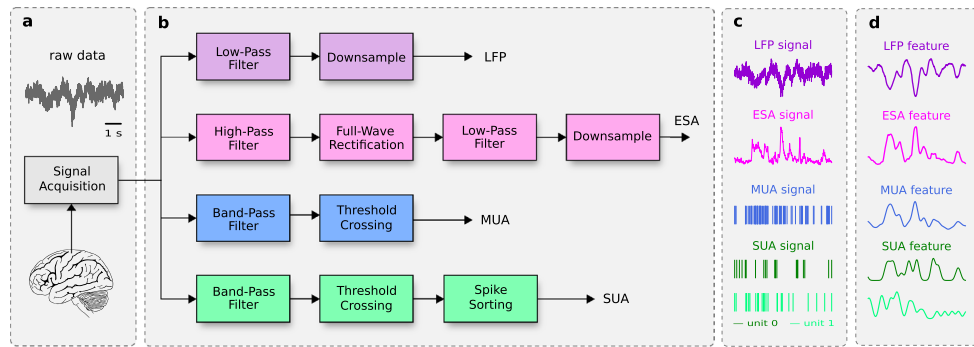 a
raw data
1 s
Signal
Acquisition
b
Low-Pass
Filter
Downsample
LFP
High-Pass
Filter
Full-Wave
Rectification
Low-Pass
Filter
Downsample
ESA
Band-Pass
Filter
Threshold
Crossing
MUA
Band-Pass
Filter
Threshold
Crossing
Spike
Sorting
SUA
c
LFP signal
ESA signal
MUA signal
SUA signal
unit 0
unit 1
d
LFP feature
ESA feature
MUA feature
SUA feature